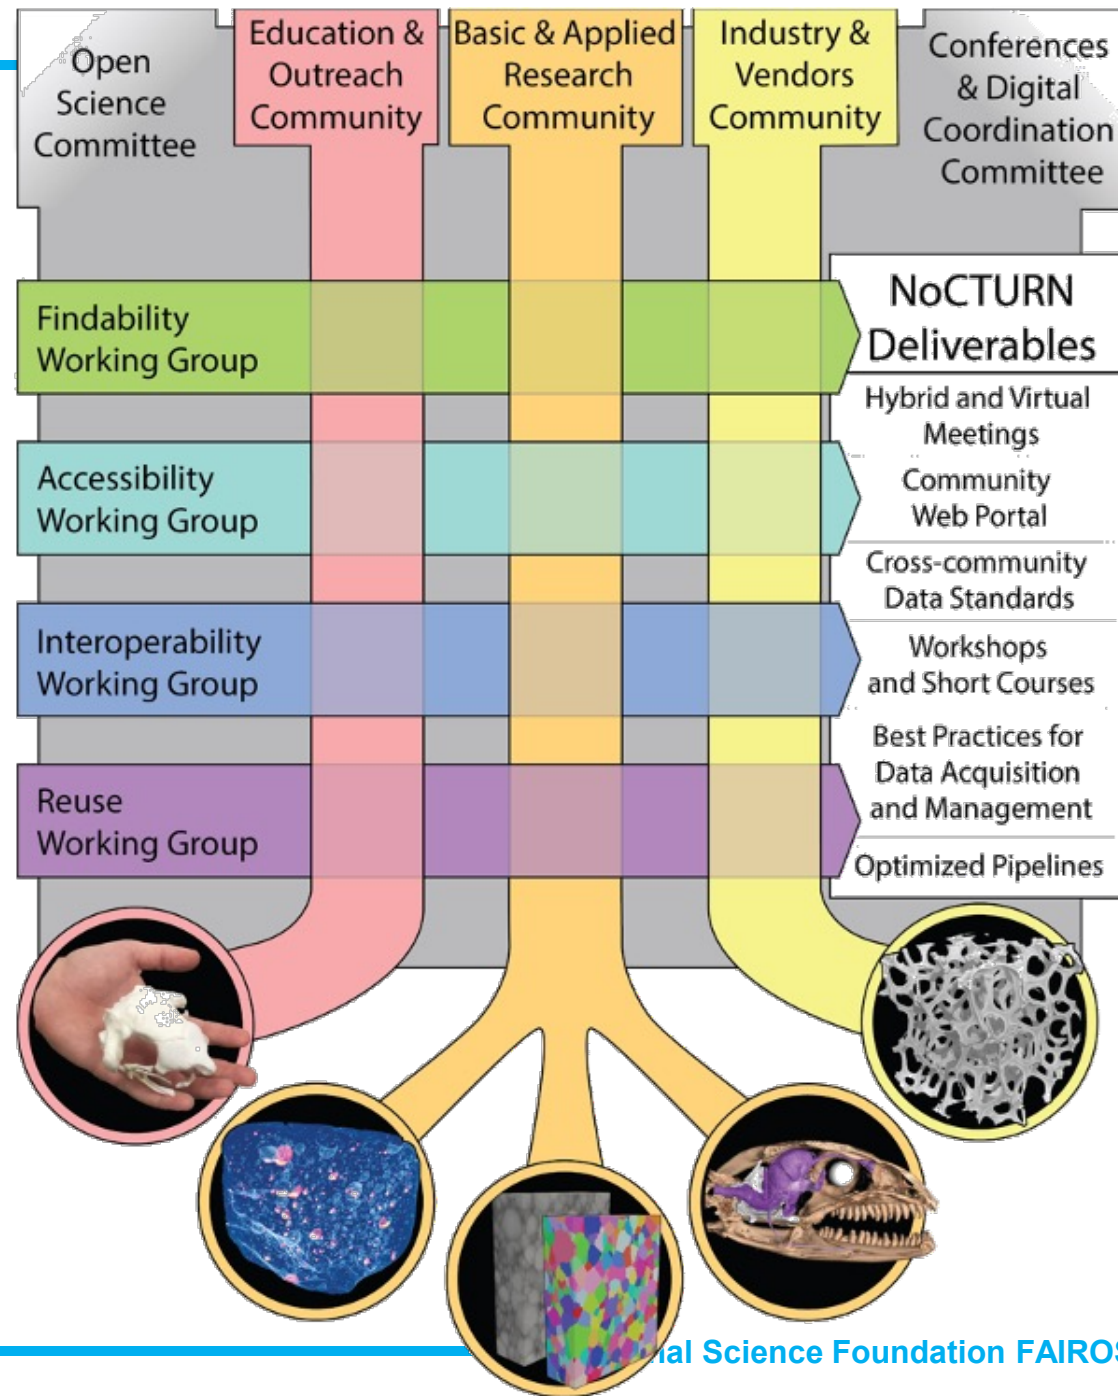 Open
Science
Committee
Education &
Outreach
Community
Basic & Applied
Research
Community
Industry &
Vendors
Community
Conferences
& Digital
Coordination
Committee
Findability
Working Group
Accessibility
Working Group
Interoperability
Working Group
Reuse
Working Group
NoCTURN
Deliverables
Hybrid and Virtual
Meetings
Community
Web Portal
Cross-community
Data Standards
Workshops
and Short Courses
Best Practices for
Data Acquisition
and Management
Optimized Pipelines
Science Foundation FAIROS